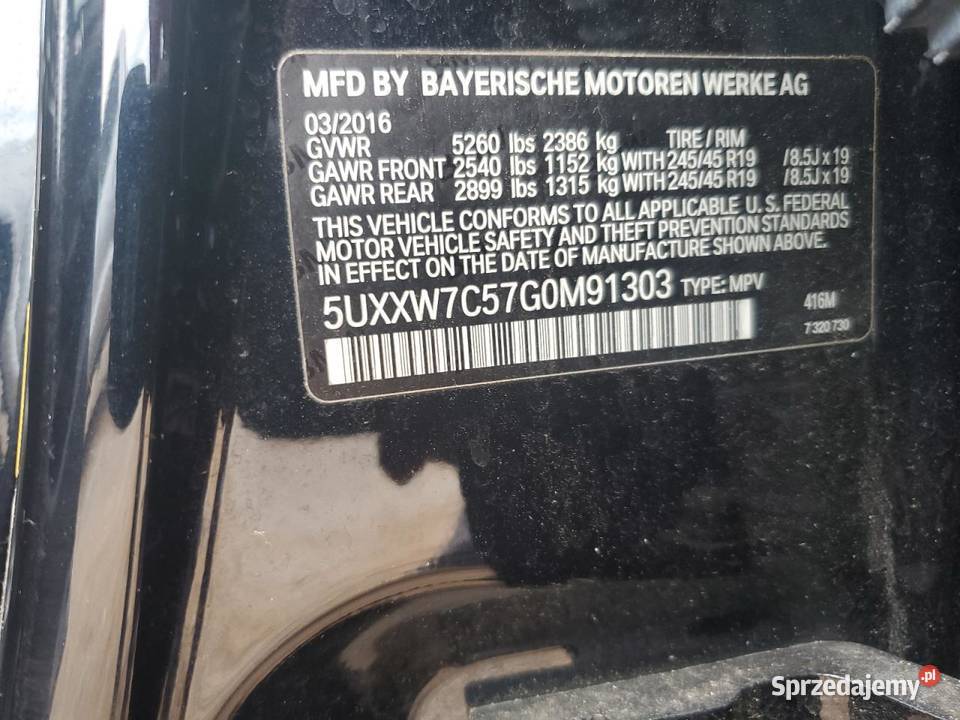 MFD BY BAYERISCHE MOTOREN WERKE AG
03/2016
GVWR 5260 lbs 2386 kg TIRE / RIM
GAWR FRONT 2540 lbs 1152 kg WITH 245/45 R19 / 8.5J x 19
GAWR REAR 2899 lbs 1315 kg WITH 245/45 R19 / 8.5J x 19
THIS VEHICLE CONFORMS TO ALL APPLICABLE U.S. FEDERAL
MOTOR VEHICLE SAFETY AND THEFT PREVENTION STANDARDS
IN EFFECT ON THE DATE OF MANUFACTURE SHOWN ABOVE.
5UXXW7C57G0M91303 TYPE: MPV
416M
7 320 730
Sprzedajemy.pl